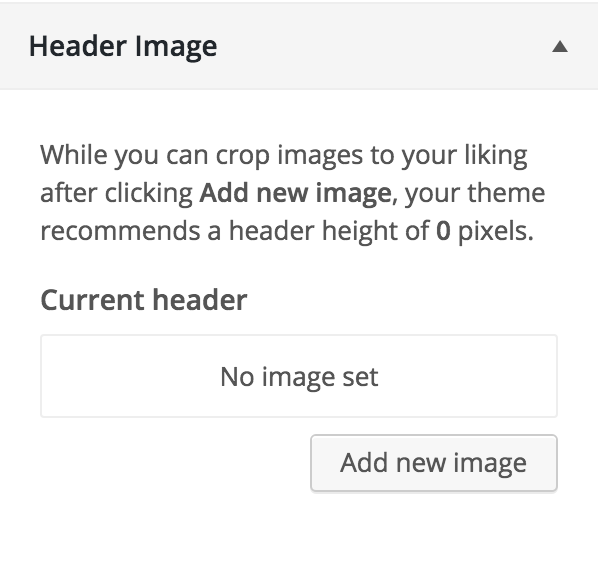 Header Image
While you can crop images to your liking
after clicking Add new image, your theme
recommends a header height of 0 pixels.
Current header
No image set
Add new image